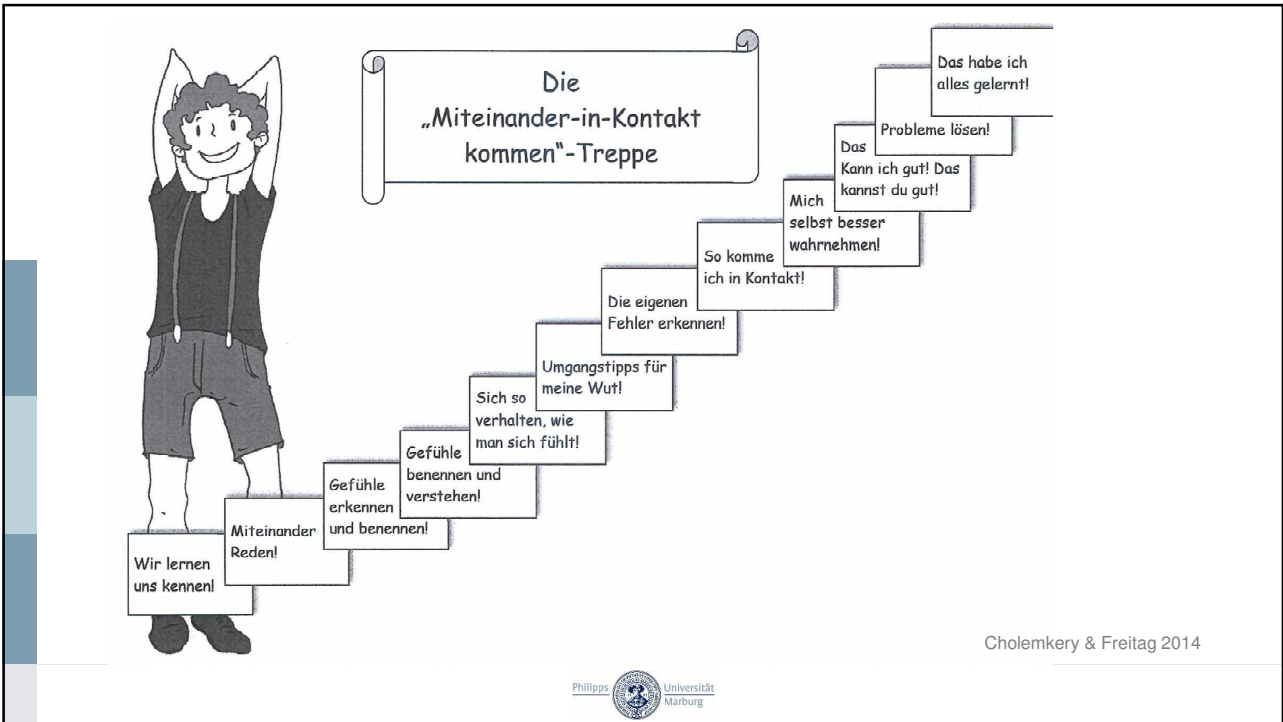 Die
„Miteinander-in-Kontakt
kommen“-Treppe
Das habe ich
alles gelernt!
Probleme lösen!
Das
Kann ich gut! Das
kannst du gut!
Mich
selbst besser
wahrnehmen!
So komme
ich in Kontakt!
Die eigenen
Fehler erkennen!
Umgangstipps für
meine Wut!
Sich so
verhalten, wie
man sich fühlt!
Gefühle
benennen und
verstehen!
Gefühle
erkennen
und benennen!
Miteinander
Reden!
Wir lernen
uns kennen!
Cholemkery & Freitag 2014
Philipps Universität
Marburg